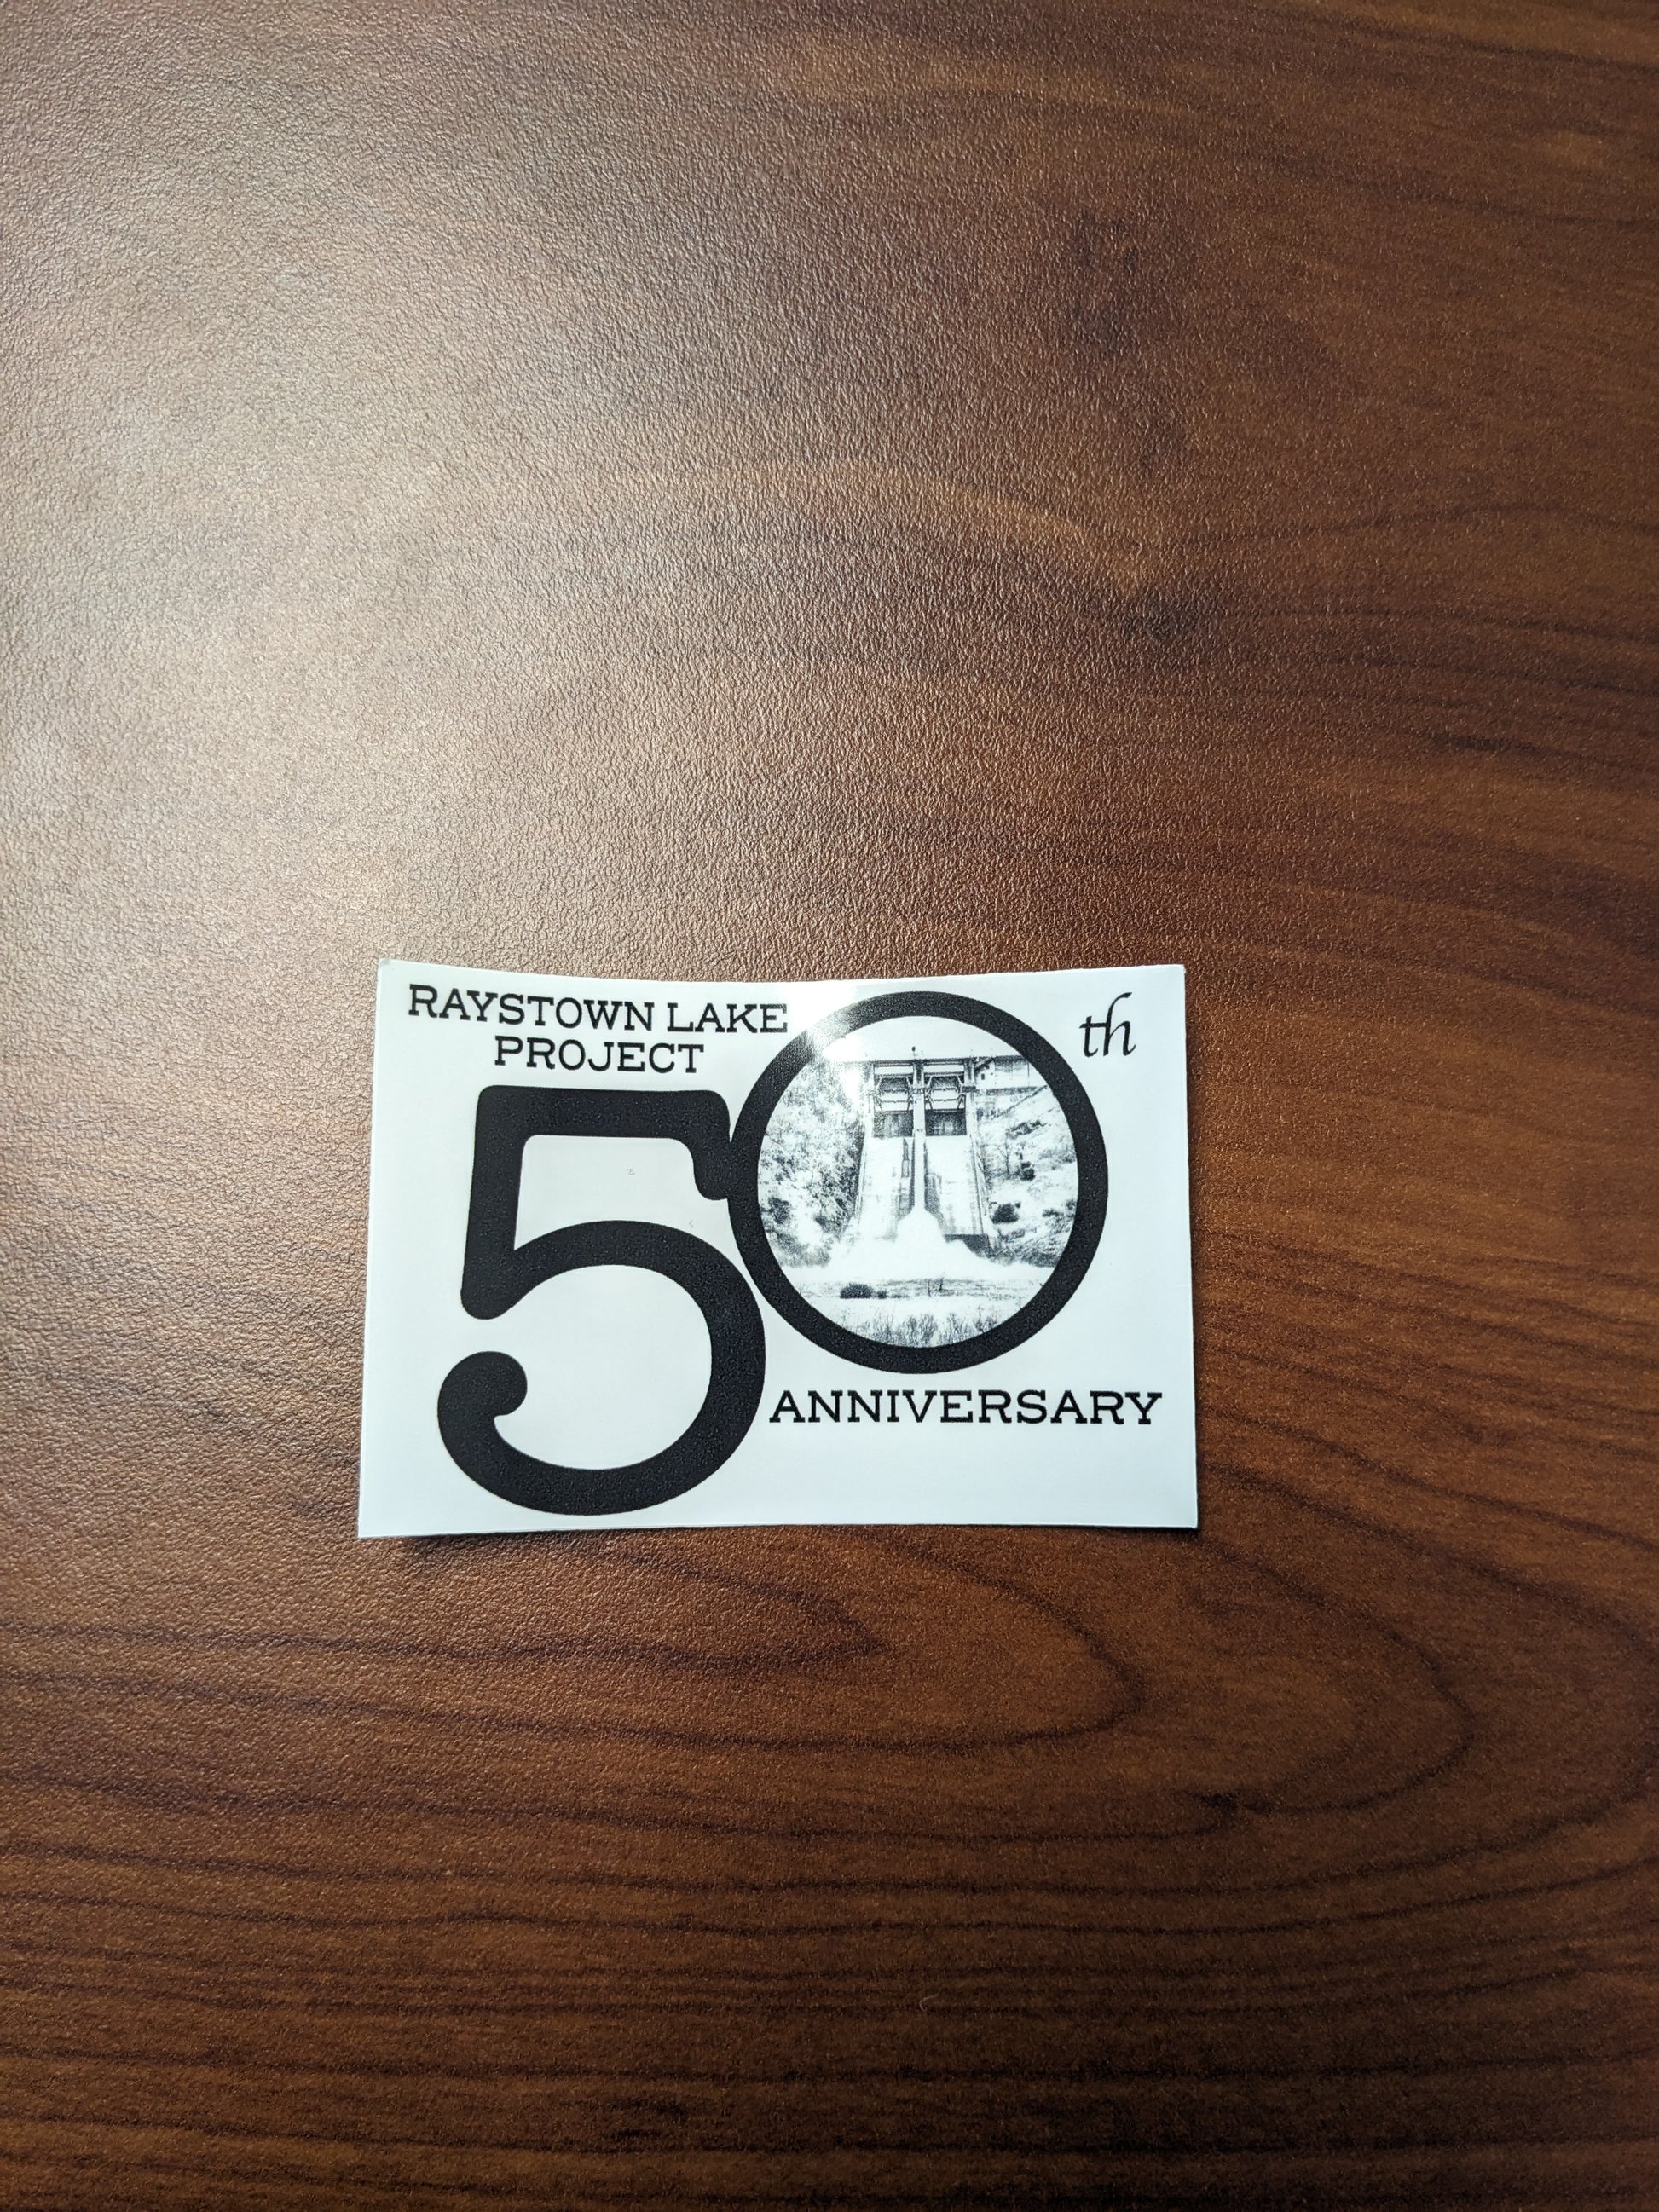 RAYSTOWN LAKE
PROJECT
50th
ANNIVERSARY